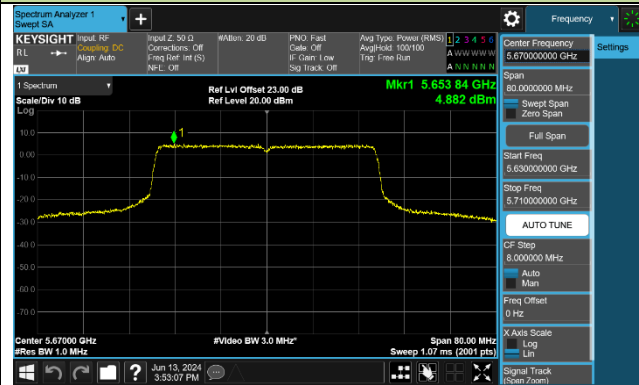 Spectrum Analyzer 1
Swept SA
Frequency
KEYSIGHT
RL
Input: RF
Coupling: DC
Align: Auto
Input Z: 50 Ω
Corrections: Off
Freq Ref: Int (S)
NFE: Off
#Atten: 20 dB
PNO: Fast
Gate: Off
IF Gain: Low
Sig Track: Off
Avg Type: Power (RMS)
Avg|Hold: 100/100
Trig: Free Run
1 2 3 4 5 6
A W W W W W
A N N N N N
1 Spectrum
Scale/Div 10 dB
Log
Ref Lvl Offset 23.00 dB
Ref Level 20.00 dBm
Mkr1 5.653 84 GHz
4.882 dBm
1
10.0
0.00
-10.0
-20.0
-30.0
-40.0
-50.0
-60.0
-70.0
Center 5.67000 GHz
#Res BW 1.0 MHz
#Video BW 3.0 MHz*
Span 80.00 MHz
Sweep 1.07 ms (2001 pts)
Jun 13, 2024
3:53:07 PM
Center Frequency
5.670000000 GHz
Settings
Span
80.0000000 MHz
Swept Span
Zero Span
Full Span
Start Freq
5.630000000 GHz
Stop Freq
5.710000000 GHz
AUTO TUNE
CF Step
8.000000 MHz
Auto
Man
Freq Offset
0 Hz
X Axis Scale
Log
Lin
Signal Track
(Span Zoom)